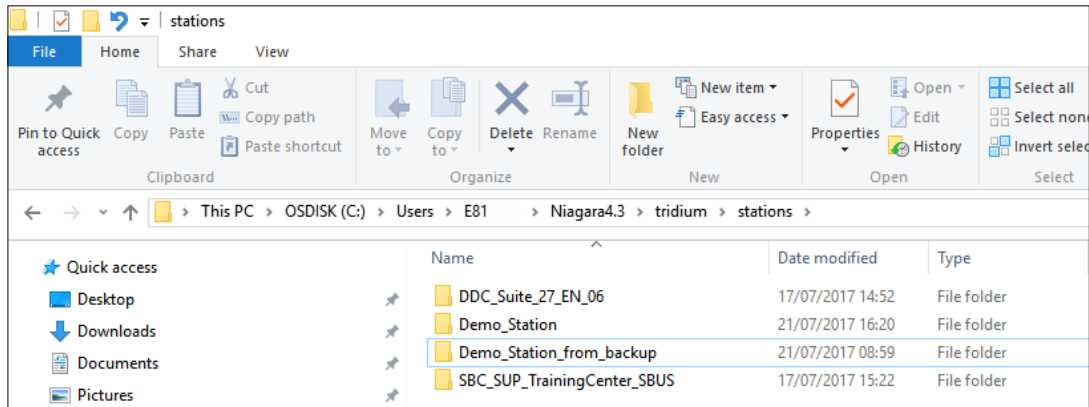 stations
File Home Share View
Pin to Quick access
Copy
Paste
Cut
Copy path
Paste shortcut
Clipboard
Move to
Copy to
Delete
Rename
Organize
New folder
New item
Easy access
New
Properties
Open
Edit
History
Open
Select all
Select none
Invert selec
Select
This PC > OSDISK (C:) > Users > E81 > Niagara4.3 > tridium > stations >
Quick access
Desktop
Downloads
Documents
Pictures
Name Date modified Type
DDC_Suite_27_EN_06 17/07/2017 14:52 File folder
Demo_Station 21/07/2017 16:20 File folder
Demo_Station_from_backup 21/07/2017 08:59 File folder
SBC_SUP_TrainingCenter_SBUS 17/07/2017 15:22 File folder